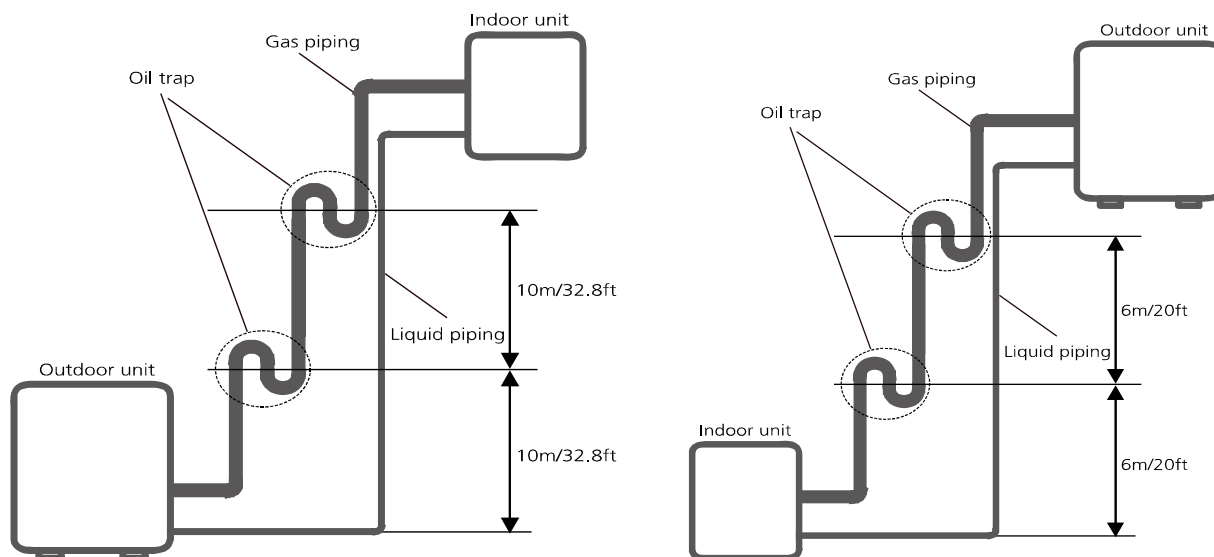 Indoor unit
Gas piping
Oil trap
10m/32.8ft
Liquid piping
Outdoor unit
10m/32.8ft
Outdoor unit
Gas piping
Oil trap
6m/20ft
Liquid piping
Indoor unit
6m/20ft